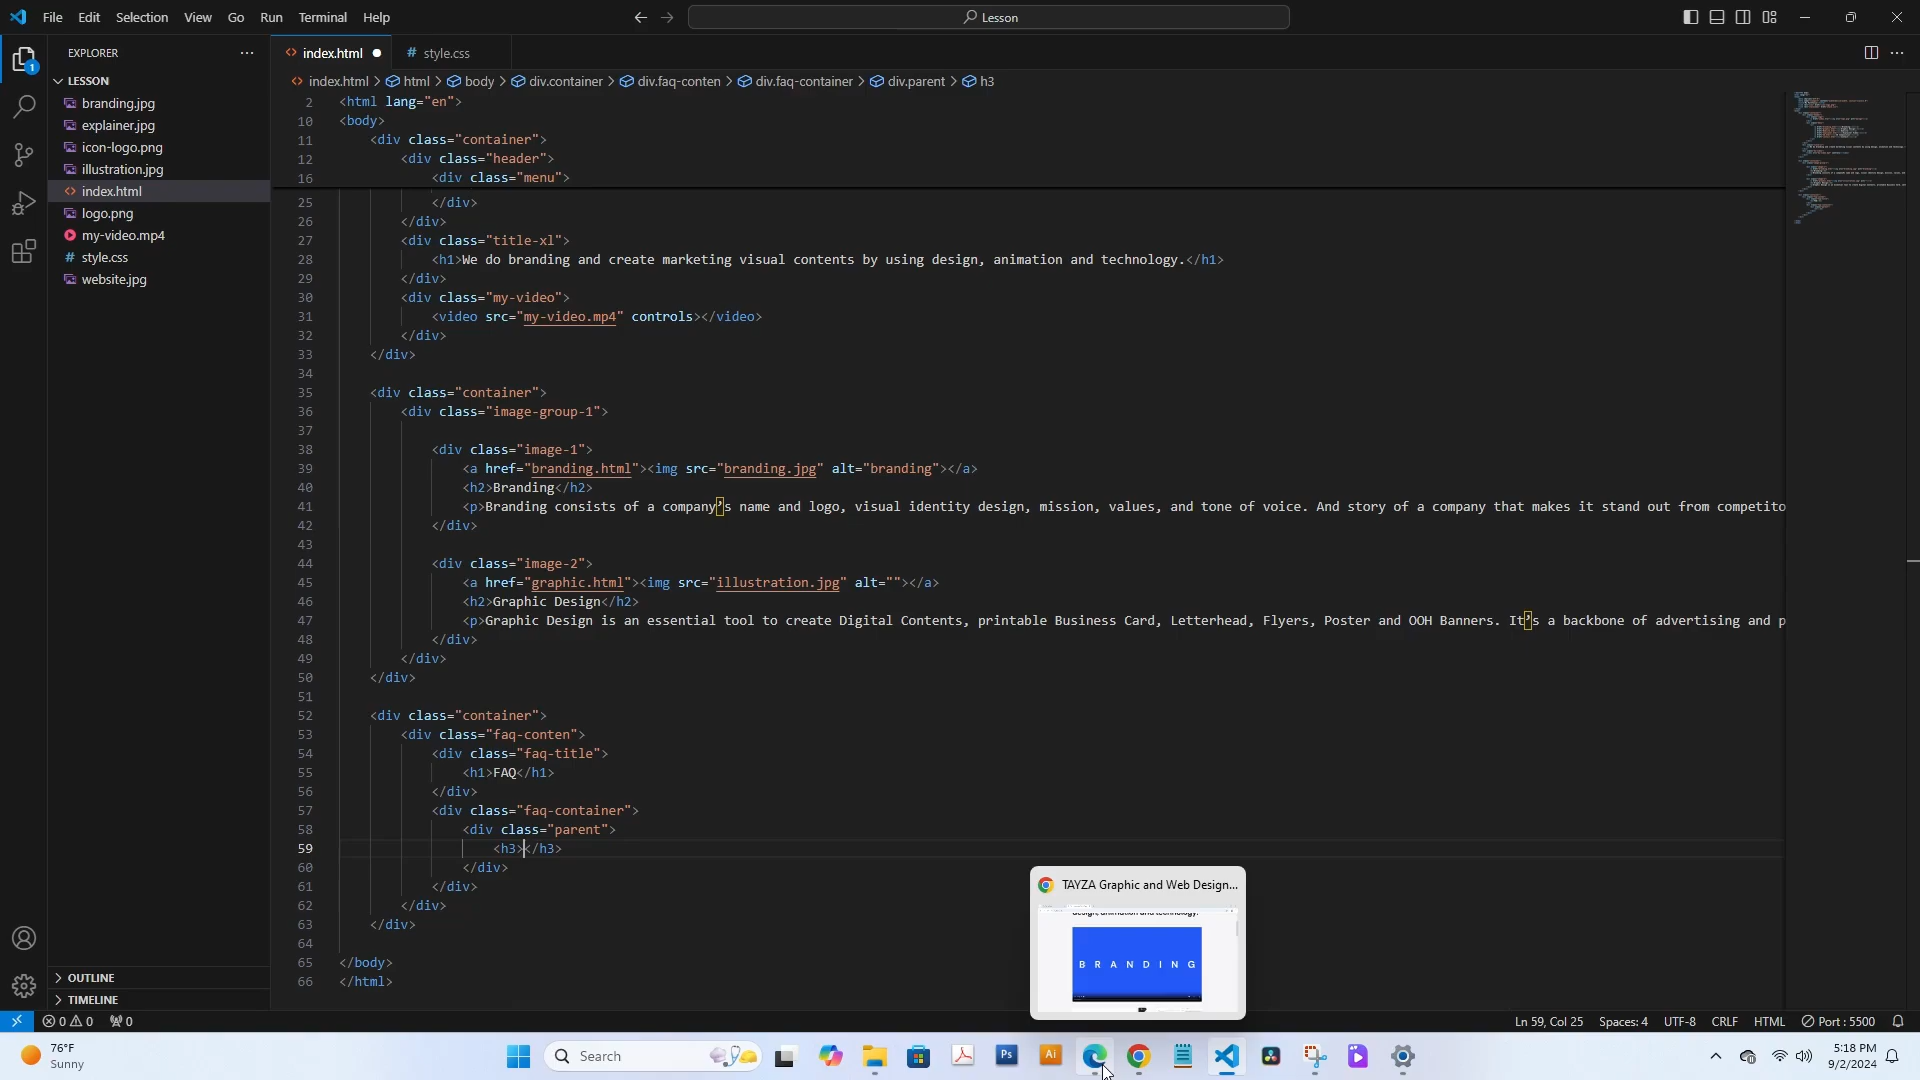 File Edit Selection View Go Run Terminal Help
Lesson
EXPLORER
LESSON
branding.jpg
explainer.jpg
icon-logo.png
illustration.jpg
index.html
logo.png
my-video.mp4
style.css
website.jpg
OUTLINE
TIMELINE
index.html
# style.css
index.html > html > body > div.container > div.faq-conten > div.faq-container > div.parent > h3
2 <html lang="en">
10 <body>
11 <div class="container">
12 <div class="header">
16 <div class="menu">
25 </div>
26 </div>
27 <div class="title-xl">
28 <h1>We do branding and create marketing visual contents by using design, animation and technology.</h1>
29 </div>
30 <div class="my-video">
31 <video src="my-video.mp4" controls></video>
32 </div>
33 </div>
34
35 <div class="container">
36 <div class="image-group-1">
37
38 <div class="image-1">
39 <a href="branding.html"><img src="branding.jpg" alt="branding"></a>
40 <h2>Branding</h2>
41 <p>Branding consists of a company’s name and logo, visual identity design, mission, values, and tone of voice. And story of a company that makes it stand out from competito
42 </div>
43
44 <div class="image-2">
45 <a href="graphic.html"><img src="illustration.jpg" alt=""></a>
46 <h2>Graphic Design</h2>
47 <p>Graphic Design is an essential tool to create Digital Contents, printable Business Card, Letterhead, Flyers, Poster and OOH Banners. It’s a backbone of advertising and p
48 </div>
49 </div>
50 </div>
51
52 <div class="container">
53 <div class="faq-conten">
54 <div class="faq-title">
55 <h1>FAQ</h1>
56 </div>
57 <div class="faq-container">
58 <div class="parent">
59 <h3></h3>
60 </div>
61 </div>
62 </div>
63 </div>
64
65 </body>
66 </html>
TAYZA Graphic and Web Design...
design, animation and technology.
BRANDING
0 0 0
Ln 59, Col 25 Spaces: 4 UTF-8 CRLF HTML Port : 5500
76°F
Sunny
Search
Ps
Ai
5:18 PM
9/2/2024